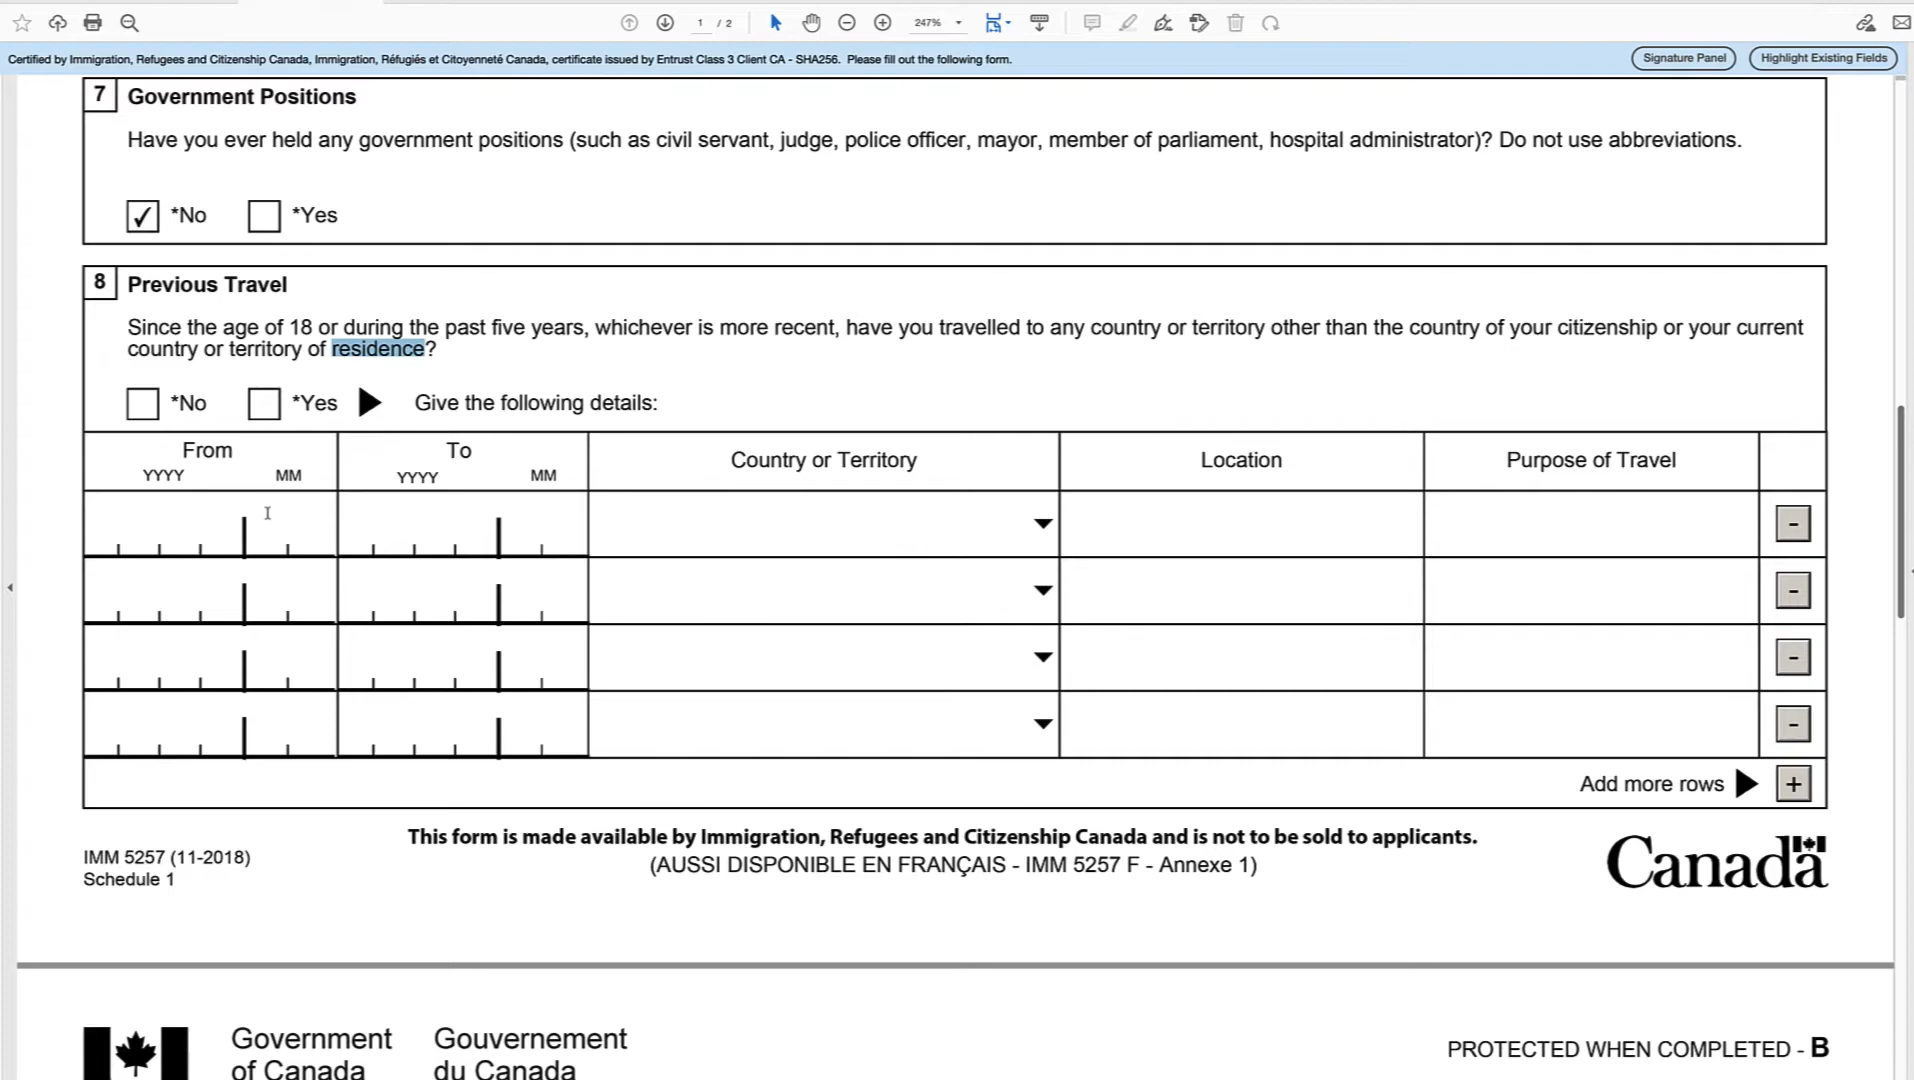 1 / 2
247%
Certified by Immigration, Refugees and Citizenship Canada, Immigration, Réfugiés et Citoyenneté Canada, certificate issued by Entrust Class 3 Client CA - SHA256. Please fill out the following form.
Signature Panel
Highlight Existing Fields
7 Government Positions
Have you ever held any government positions (such as civil servant, judge, police officer, mayor, member of parliament, hospital administrator)? Do not use abbreviations.
✓ *No *Yes
8 Previous Travel
Since the age of 18 or during the past five years, whichever is more recent, have you travelled to any country or territory other than the country of your citizenship or your current
country or territory of residence?
*No *Yes Give the following details:
From To Country or Territory Location Purpose of Travel
YYYY MM YYYY MM
-
-
-
-
Add more rows +
This form is made available by Immigration, Refugees and Citizenship Canada and is not to be sold to applicants.
IMM 5257 (11-2018)
(AUSSI DISPONIBLE EN FRANÇAIS - IMM 5257 F - Annexe 1)
Schedule 1
Canada
Government Gouvernement
of Canada du Canada
PROTECTED WHEN COMPLETED - B